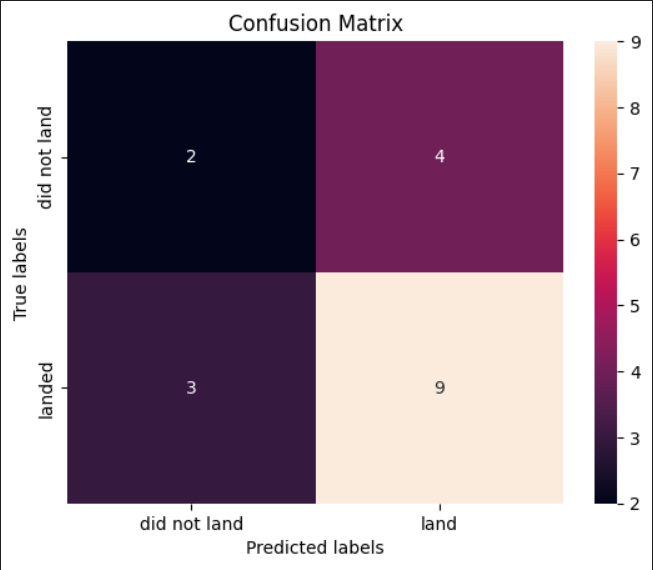 Confusion Matrix
did not land
landed
True labels
2
4
3
9
did not land
land
Predicted labels
9
8
7
6
5
4
3
2